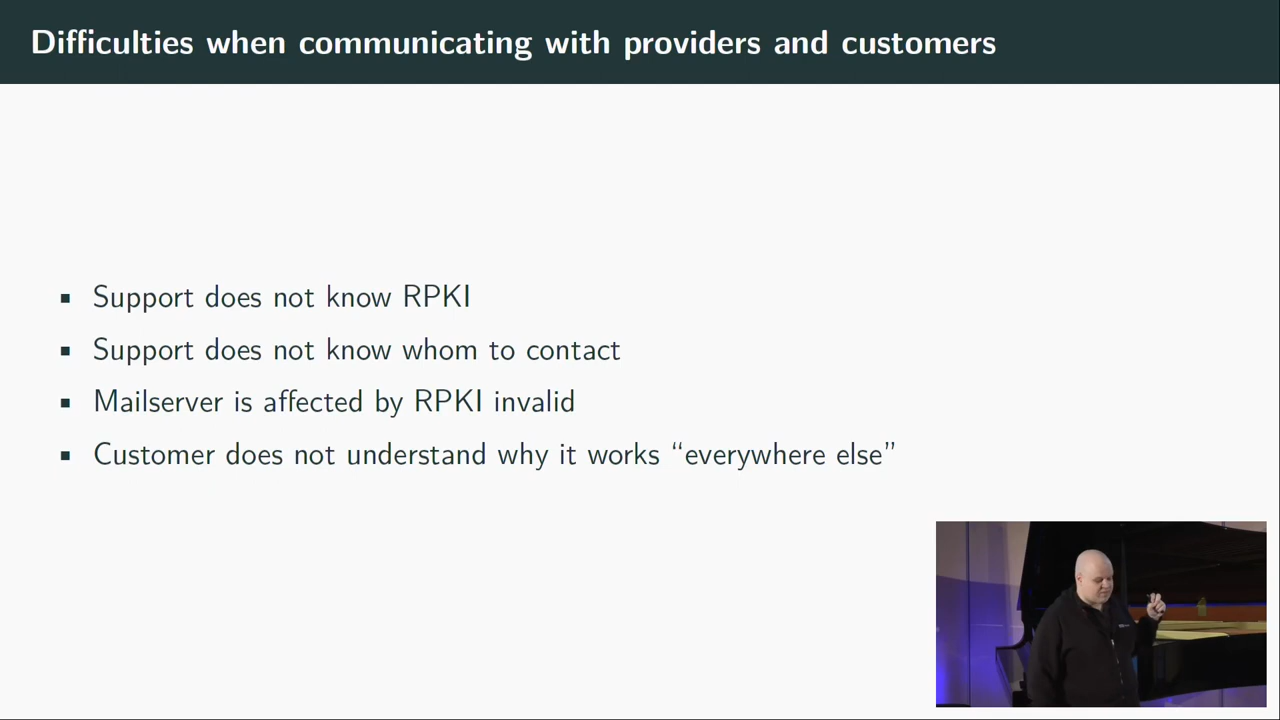 Difficulties when communicating with providers and customers
Support does not know RPKI
Support does not know whom to contact
Mailserver is affected by RPKI invalid
Customer does not understand why it works “everywhere else”